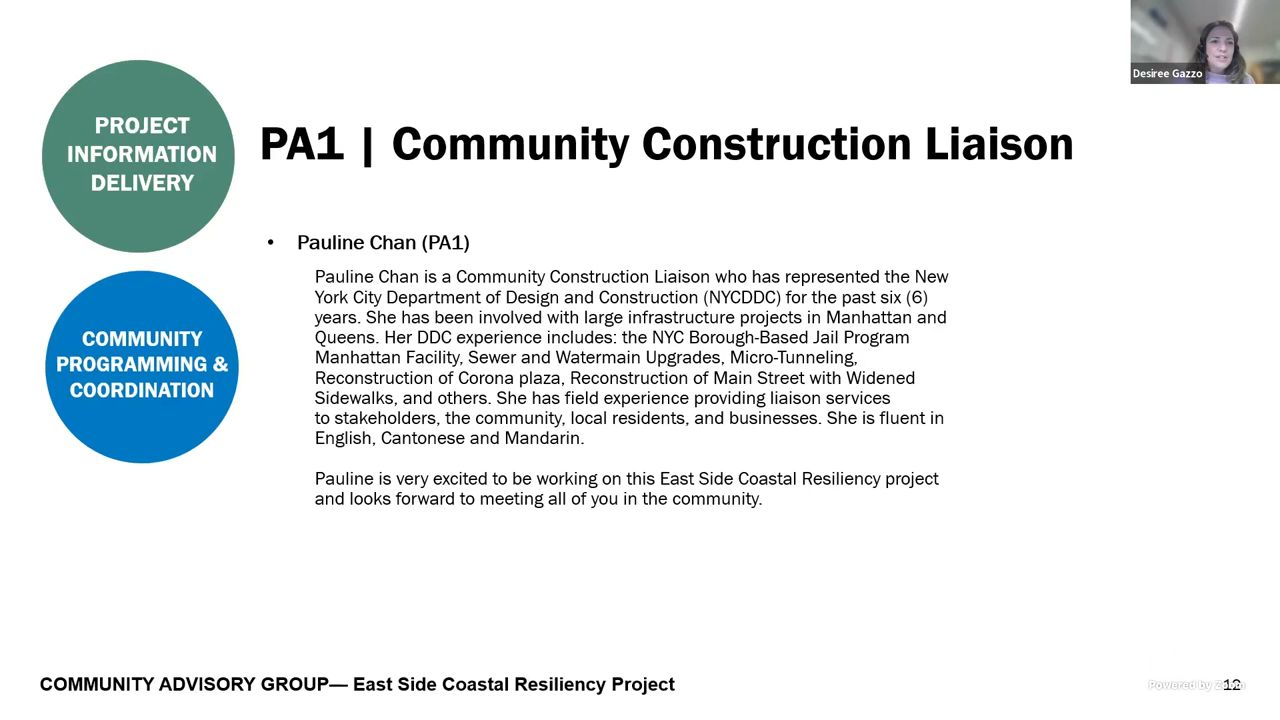 Desiree Gazzo
PROJECT
INFORMATION
DELIVERY
PA1 | Community Construction Liaison
• Pauline Chan (PA1)
Pauline Chan is a Community Construction Liaison who has represented the New
York City Department of Design and Construction (NYCDDC) for the past six (6)
years. She has been involved with large infrastructure projects in Manhattan and
Queens. Her DDC experience includes: the NYC Borough-Based Jail Program
Manhattan Facility, Sewer and Watermain Upgrades, Micro-Tunneling,
Reconstruction of Corona plaza, Reconstruction of Main Street with Widened
Sidewalks, and others. She has field experience providing liaison services
to stakeholders, the community, local residents, and businesses. She is fluent in
English, Cantonese and Mandarin.
Pauline is very excited to be working on this East Side Coastal Resiliency project
and looks forward to meeting all of you in the community.
COMMUNITY
PROGRAMMING &
COORDINATION
COMMUNITY ADVISORY GROUP— East Side Coastal Resiliency Project
Powered by Zoom
12